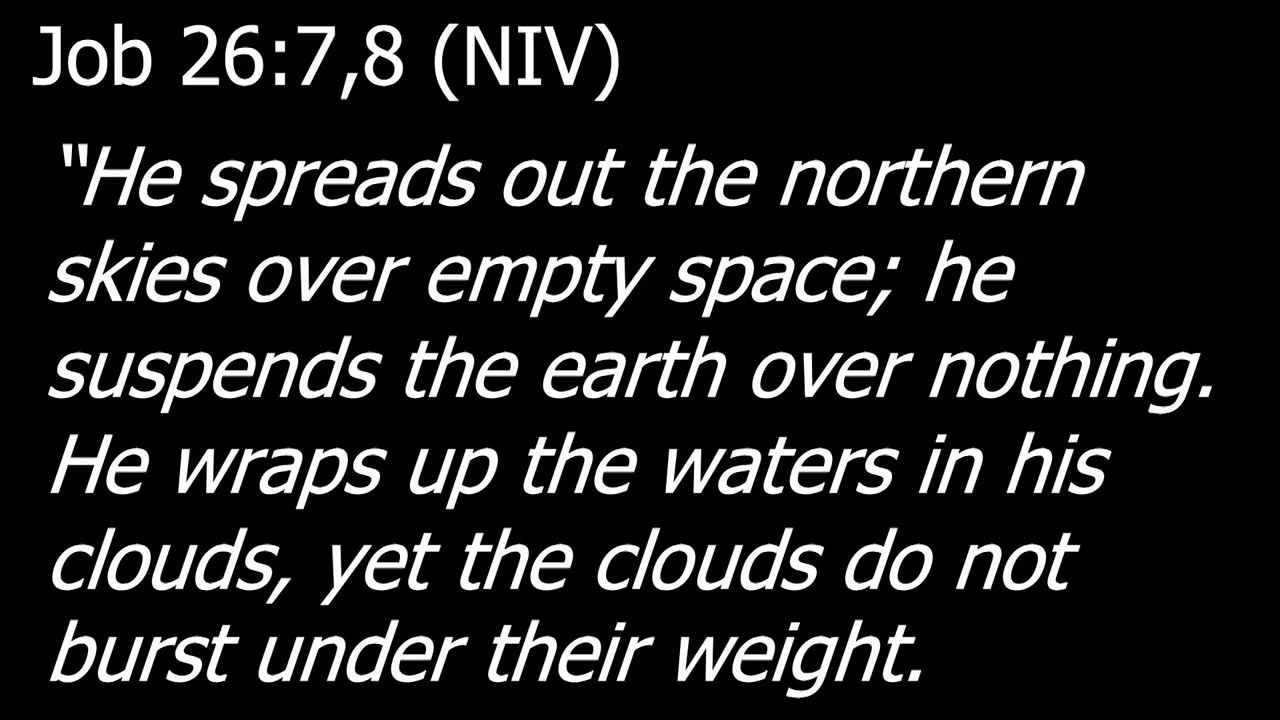 Job 26:7,8 (NIV)
“He spreads out the northern
skies over empty space; he
suspends the earth over nothing.
He wraps up the waters in his
clouds, yet the clouds do not
burst under their weight.